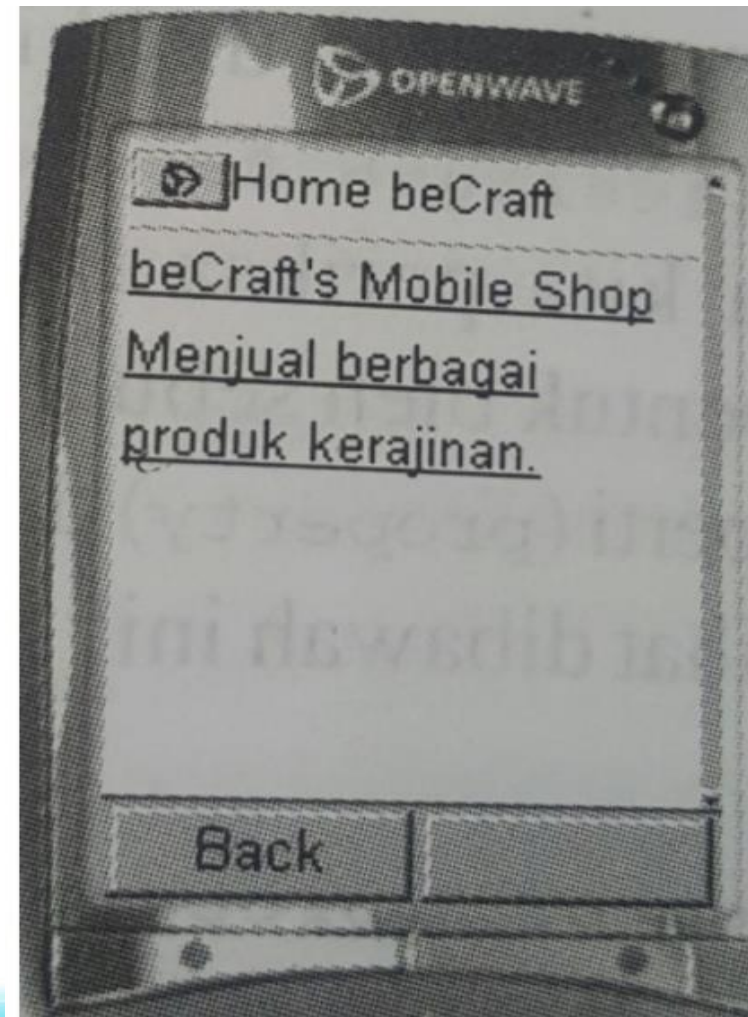 OPENWAVE
Home beCraft
beCraft's Mobile Shop
Menjual berbagai
produk kerajinan.
Back